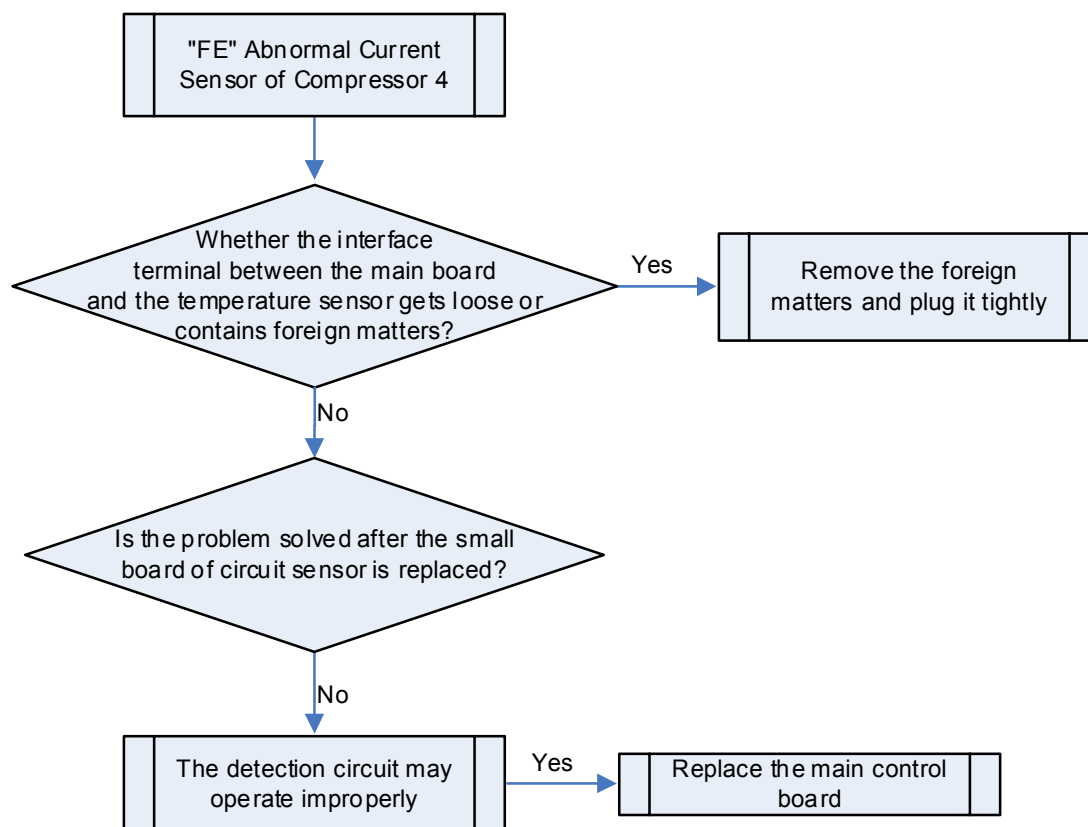 "FE" Abnormal Current
Sensor of Compressor 4
Whether the interface
terminal between the main board
and the temperature sensor gets loose or
contains foreign matters?
Yes
Remove the foreign
matters and plug it tightly
No
Is the problem solved after the small
board of circuit sensor is replaced?
No
The detection circuit may
operate improperly
Yes
Replace the main control
board